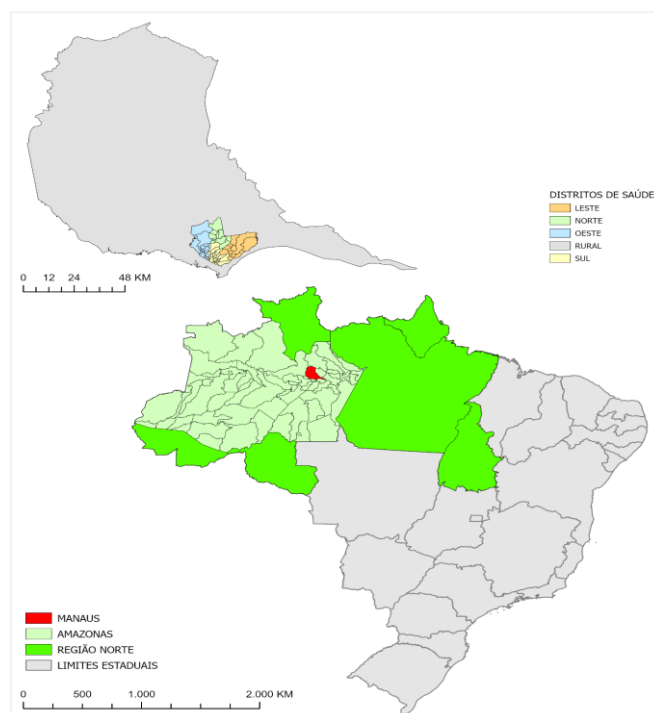 DISTRITOS DE SAÚDE
LESTE
NORTE
OESTE
RURAL
SUL
0 12 24 48 KM
MANAUS
AMAZONAS
REGIÃO NORTE
LIMITES ESTADUAIS
0 500 1.000 2.000 KM